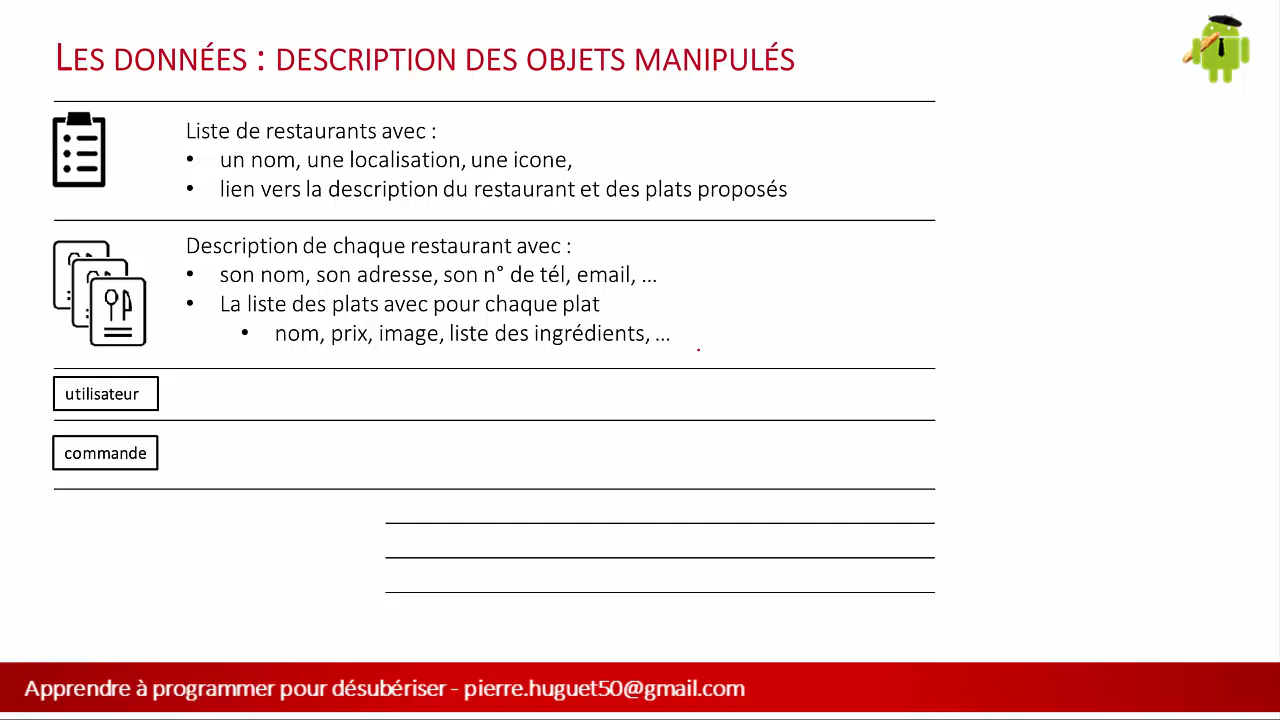 LES DONNÉES : DESCRIPTION DES OBJETS MANIPULÉS
Liste de restaurants avec :
• un nom, une localisation, une icone,
• lien vers la description du restaurant et des plats proposés
Description de chaque restaurant avec :
• son nom, son adresse, son n° de tél, email, ...
• La liste des plats avec pour chaque plat
• nom, prix, image, liste des ingrédients, ...
utilisateur
commande
Apprendre à programmer pour désubériser - pierre.huguet50@gmail.com